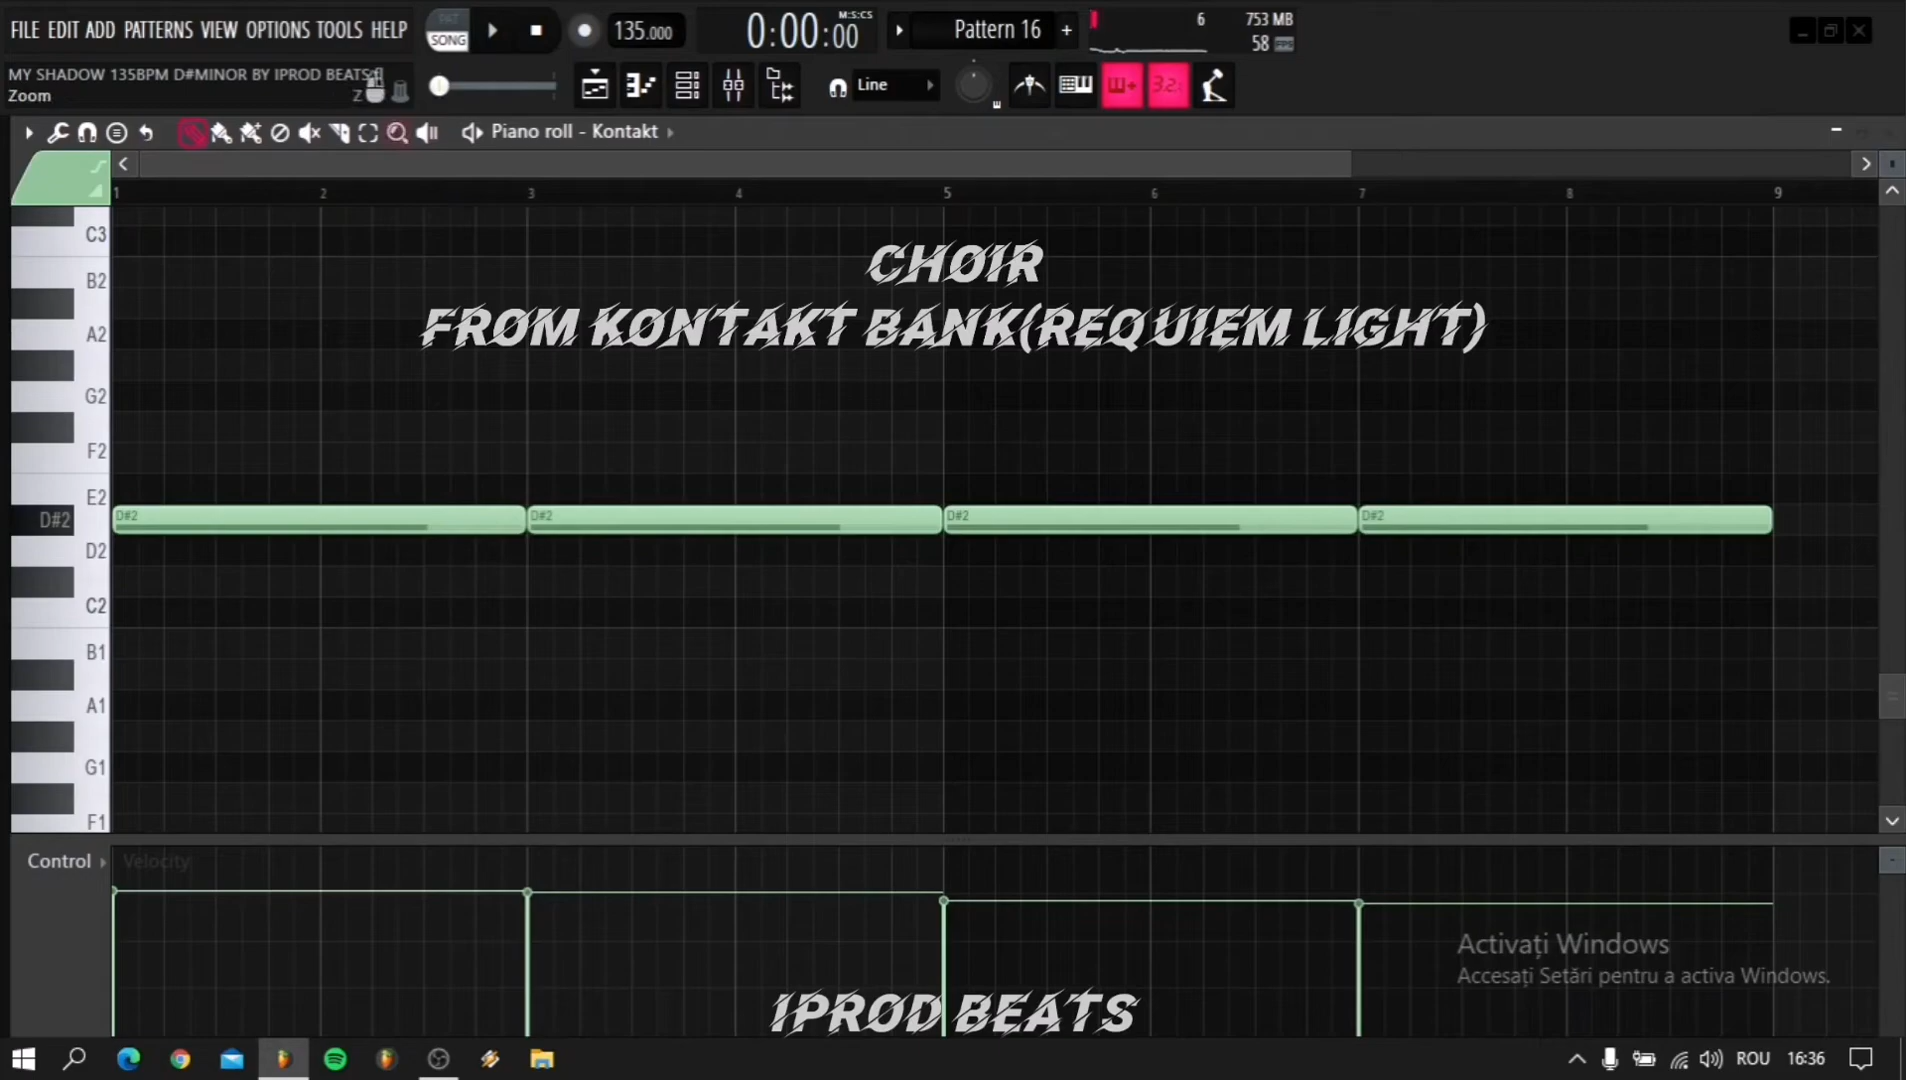 FILE EDIT ADD PATTERNS VIEW OPTIONS TOOLS HELP
PAT
SONG
135.000
M:S:CS
0:00:00
Pattern 16
+
6
753 MB
58
MY SHADOW 135BPM D#MINOR BY IPROD BEATS
Zoom
Z
Line
Piano roll - Kontakt
1 2 3 4 5 6 7 8 9
C3
CHOIR
B2
FROM KONTAKT BANK(REQUIEM LIGHT)
A2
G2
F2
E2
D#2
D#2 D#2 D#2 D#2
D2
C2
B1
A1
G1
F1
Control
Velocity
Activați Windows
Accesați Setări pentru a activa Windows.
IPROD BEATS
ROU
16:36